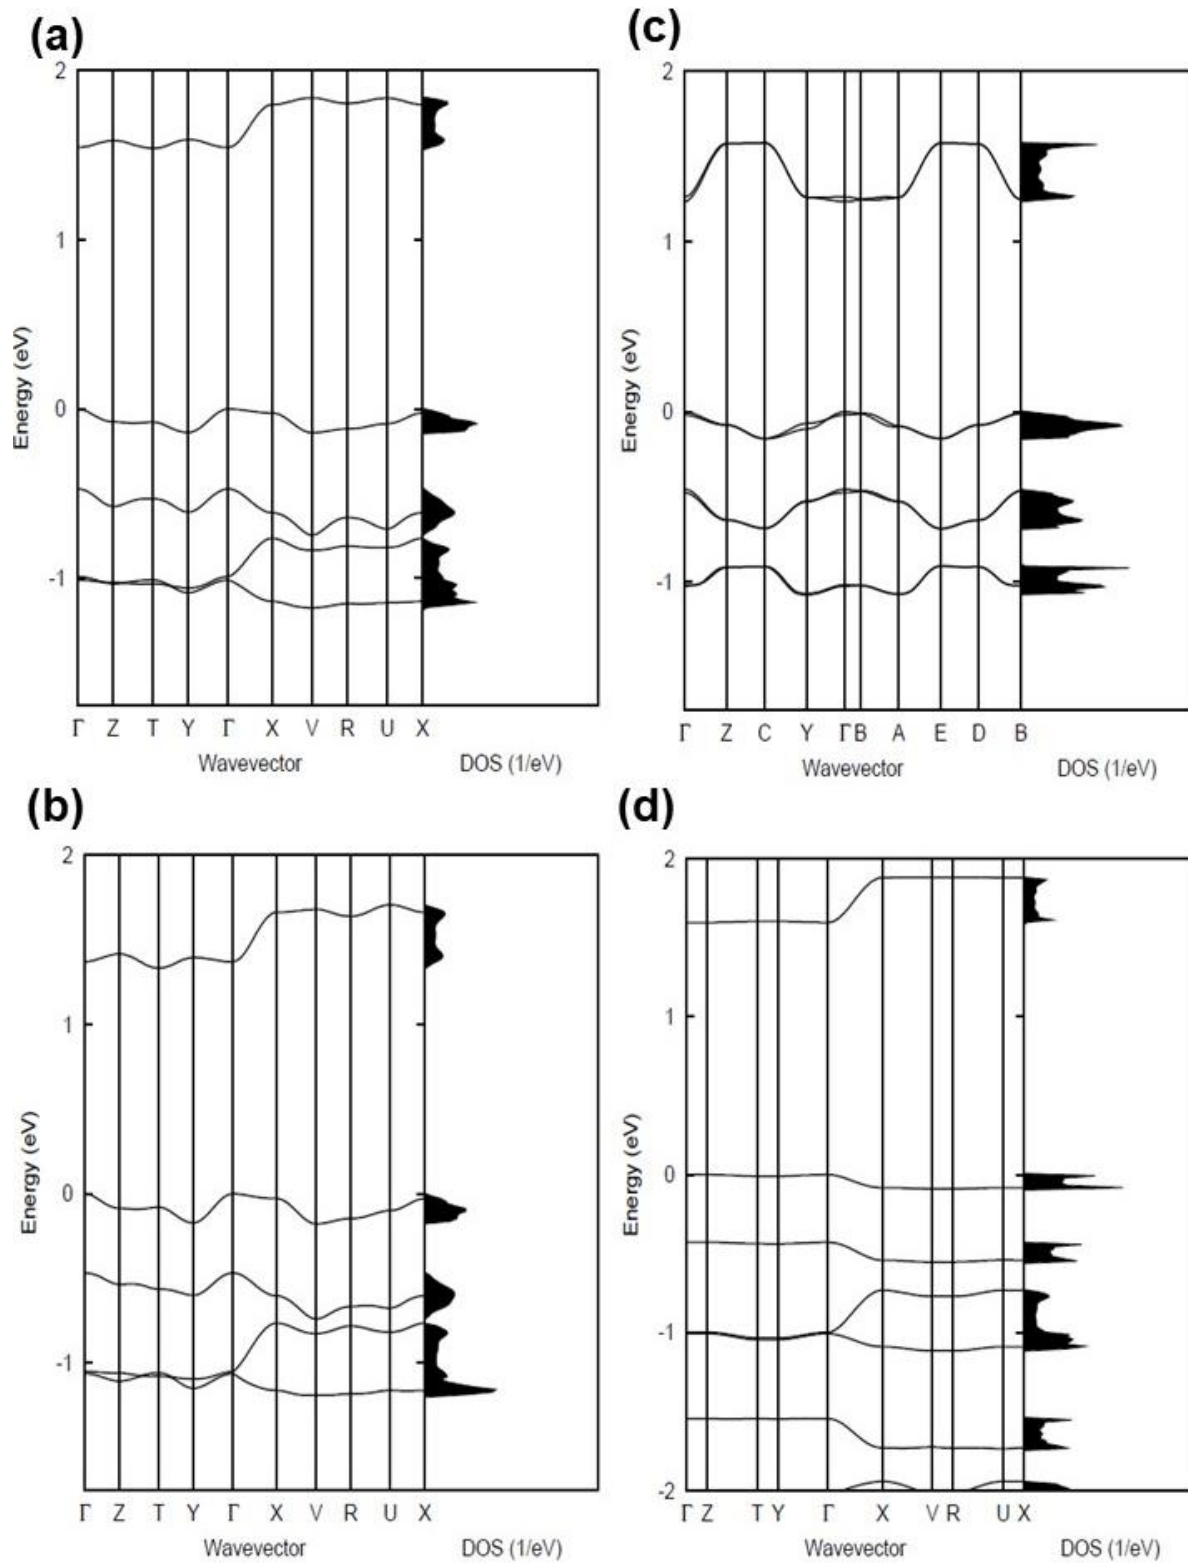 (a)
2
1
0
-1
Energy (eV)
Γ Z T Y Γ X V R U X
Wavevector DOS (1/eV)
(c)
2
1
0
-1
Energy (eV)
Γ Z C Y Γ B A E D B
Wavevector DOS (1/eV)
(b)
2
1
0
-1
Energy (eV)
Γ Z T Y Γ X V R U X
Wavevector DOS (1/eV)
(d)
2
1
0
-1
-2
Energy (eV)
Γ Z T Y Γ X V R U X
Wavevector DOS (1/eV)